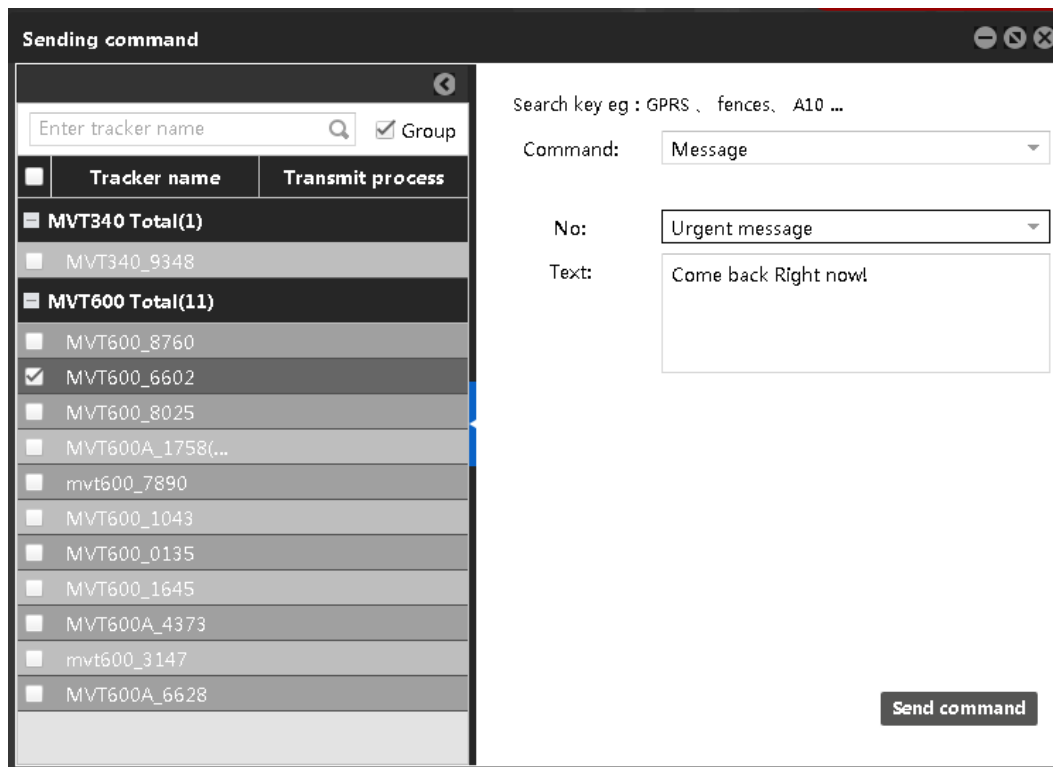 Sending command
Enter tracker name
Group
Tracker name Transmit process
MVT340 Total(1)
MVT340_9348
MVT600 Total(11)
MVT600_8760
MVT600_6602
MVT600_8025
MVT600A_1758(...
mvt600_7890
MVT600_1043
MVT600_0135
MVT600_1645
MVT600A_4373
mvt600_3147
MVT600A_6628
Search key eg : GPRS 、 fences、 A10 ...
Command: Message
No: Urgent message
Text: Come back Right now!
Send command